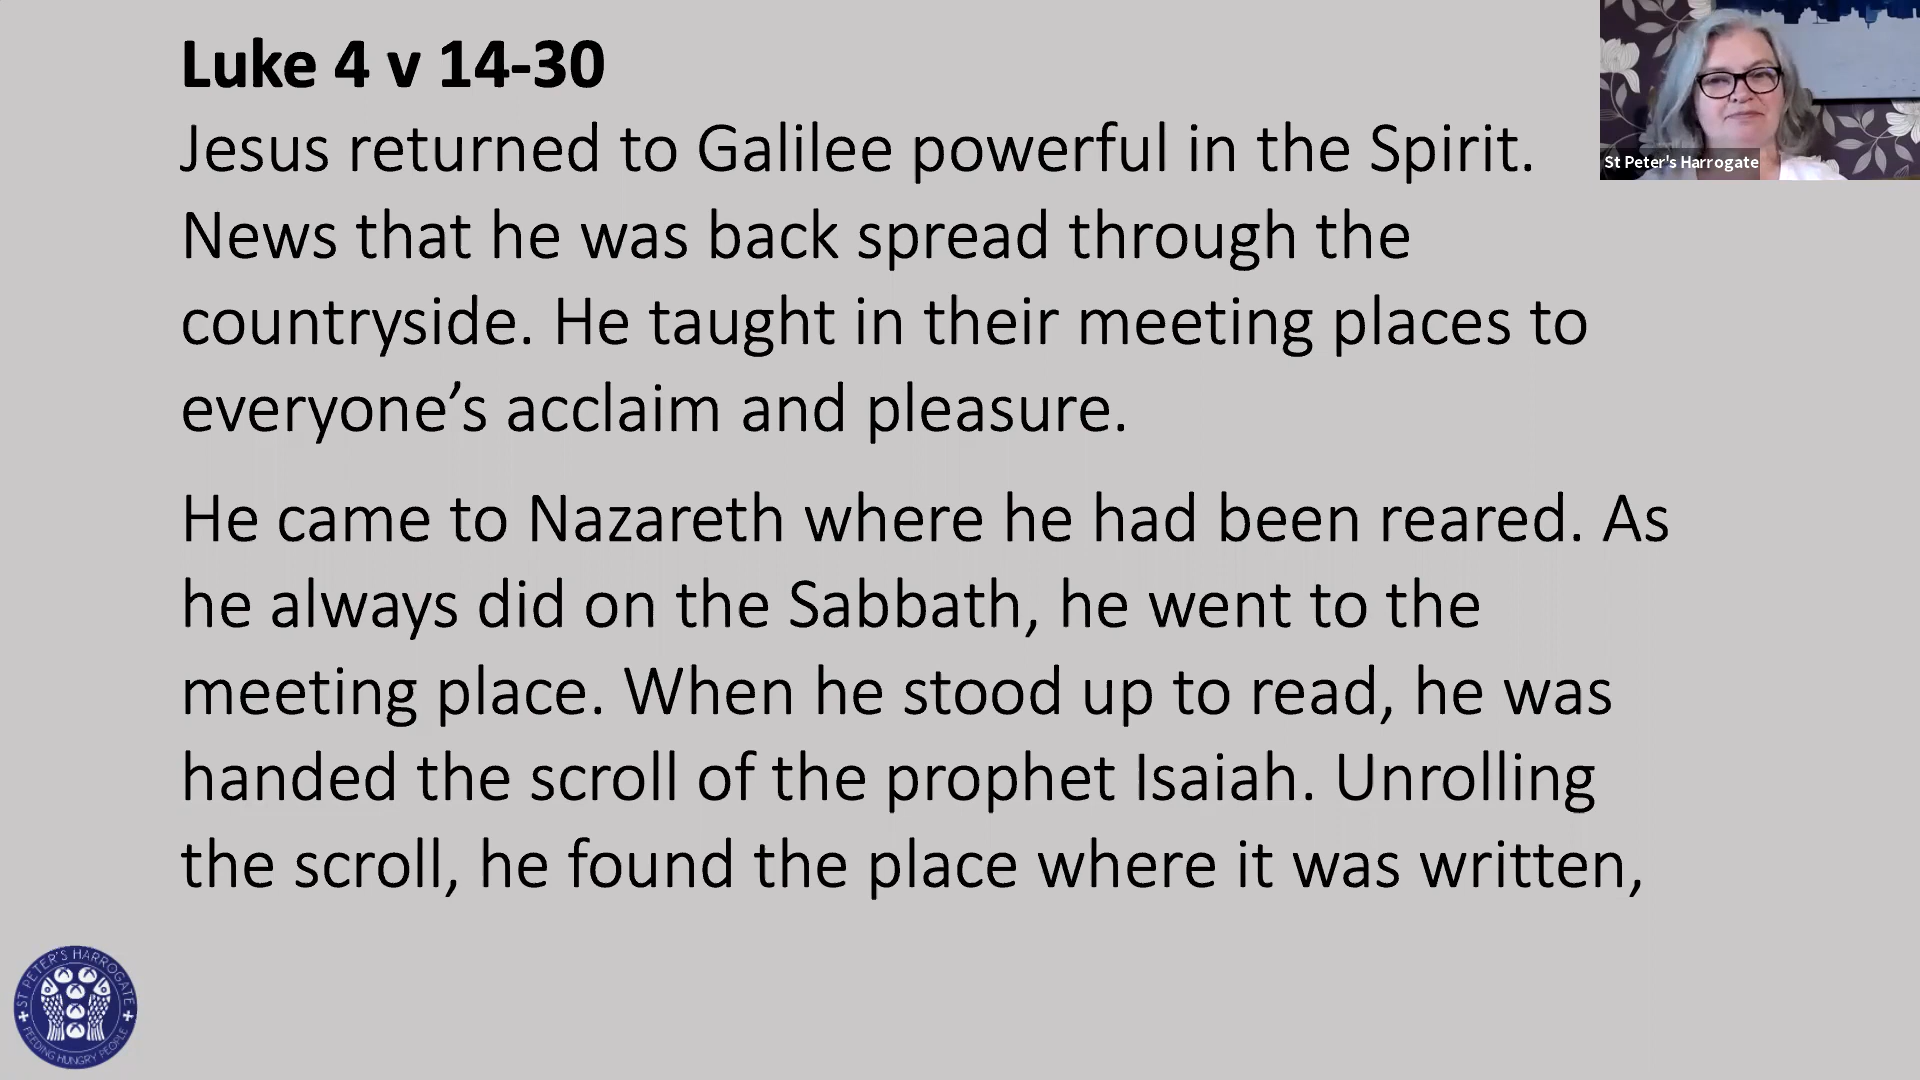 Luke 4 v 14-30
Jesus returned to Galilee powerful in the Spirit.
News that he was back spread through the
countryside. He taught in their meeting places to
everyone’s acclaim and pleasure.
He came to Nazareth where he had been reared. As
he always did on the Sabbath, he went to the
meeting place. When he stood up to read, he was
handed the scroll of the prophet Isaiah. Unrolling
the scroll, he found the place where it was written,
St Peter's Harrogate
ST PETER'S HARROGATE
FEEDING HUNGRY PEOPLE